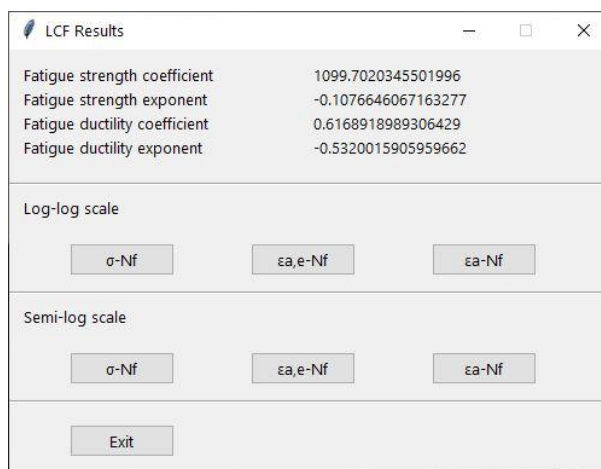 LCF Results
Fatigue strength coefficient 1099.7020345501996
Fatigue strength exponent -0.1076646067163277
Fatigue ductility coefficient 0.6168918989306429
Fatigue ductility exponent -0.5320015905959662
Log-log scale
σ-Nf εa,e-Nf εa-Nf
Semi-log scale
σ-Nf εa,e-Nf εa-Nf
Exit